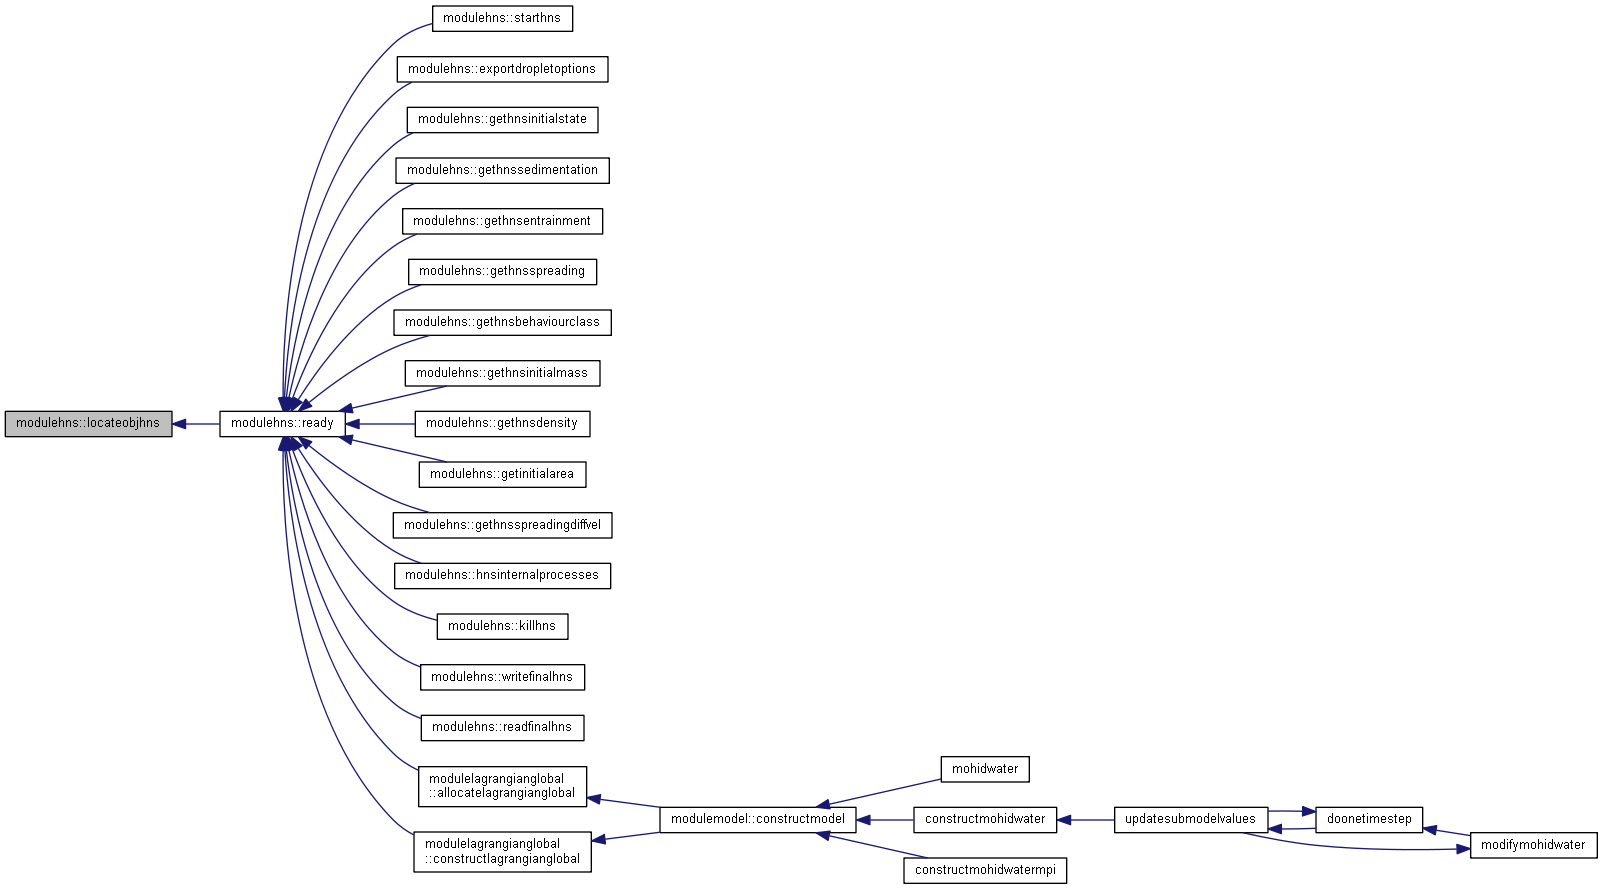 modulehns::starthns
modulehns::exportdropletoptions
modulehns::gethnsinitialstate
modulehns::gethnssedimentation
modulehns::gethnsentrainment
modulehns::gethnsspreading
modulehns::gethnsbehaviourclass
modulehns::gethnsinitialmass
modulehns::locateobjhns
modulehns::ready
modulehns::gethnsdensity
modulehns::getinitialarea
modulehns::gethnsspreadingdiffvel
modulehns::hnsinternalprocesses
modulehns::killhns
modulehns::writefinalhns
modulehns::readfinalhns
modulelagrangianglobal
::allocatelagrangianglobal
modulelagrangianglobal
::constructlagrangianglobal
modulemodel::constructmodel
mohidwater
constructmohidwater
constructmohidwatermpi
updatesubmodelvalues
doonetimestep
modifymohidwater